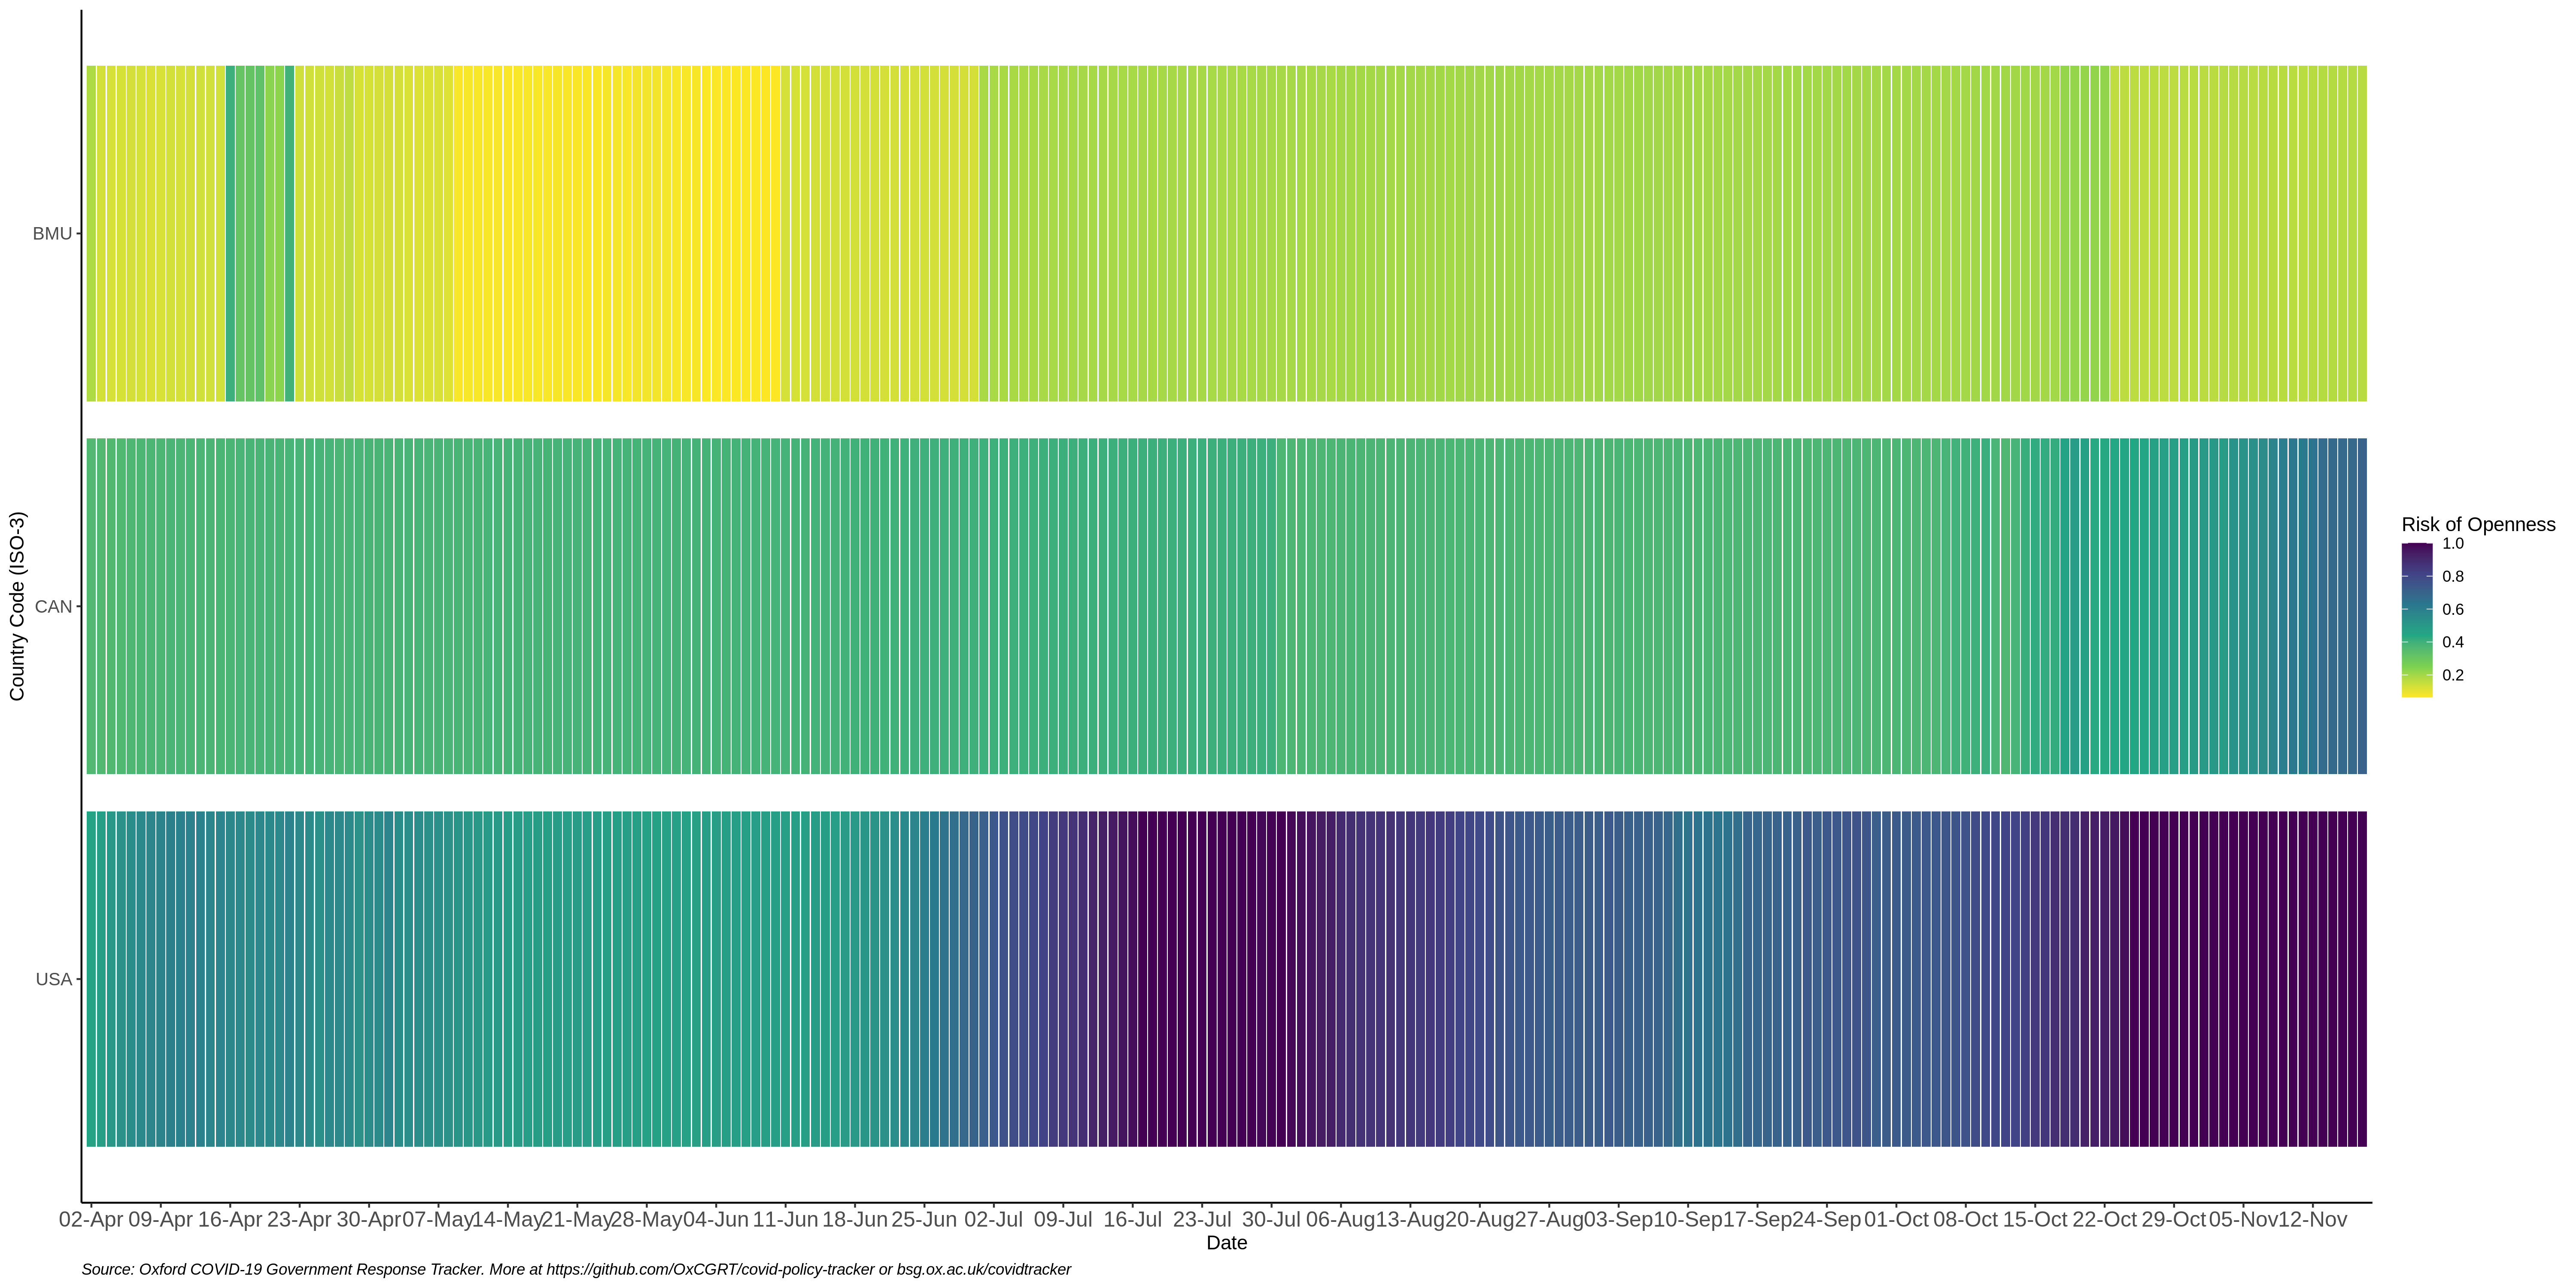 BMU
CAN
USA
Country Code (ISO-3)
Risk of Openness
1.0
0.8
0.6
0.4
0.2
02-Apr 09-Apr 16-Apr 23-Apr 30-Apr 07-May 14-May 21-May 28-May 04-Jun 11-Jun 18-Jun 25-Jun 02-Jul 09-Jul 16-Jul 23-Jul 30-Jul 06-Aug 13-Aug 20-Aug 27-Aug 03-Sep 10-Sep 17-Sep 24-Sep 01-Oct 08-Oct 15-Oct 22-Oct 29-Oct 05-Nov 12-Nov
Date
Source: Oxford COVID-19 Government Response Tracker. More at https://github.com/OxCGRT/covid-policy-tracker or bsg.ox.ac.uk/covidtracker